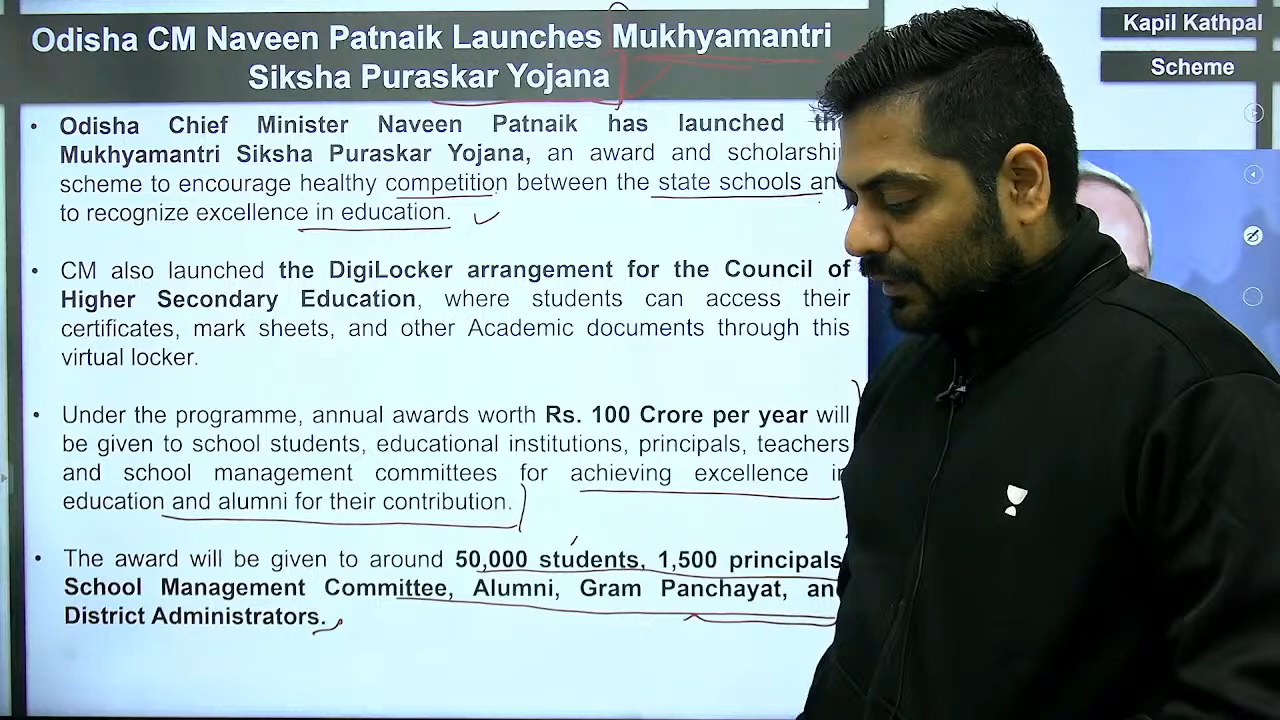 Odisha CM Naveen Patnaik Launches Mukhyamantri
Siksha Puraskar Yojana
Kapil Kathpal
Scheme
• Odisha Chief Minister Naveen Patnaik has launched
Mukhyamantri Siksha Puraskar Yojana, an award and
scheme to encourage healthy competition between the state schools
to recognize excellence in education.
• CM also launched the DigiLocker arrangement for the Council of
Higher Secondary Education, where students can access their
certificates, mark sheets, and other Academic documents through this
virtual locker.
• Under the programme, annual awards worth Rs. 100 Crore per year will
be given to school students, educational institutions, principals, teachers
and school management committees for achieving excellence in
education and alumni for their contribution.
• The award will be given to around 50,000 students, 1,500 principals
School Management Committee, Alumni, Gram Panchayat,
District Administrators.